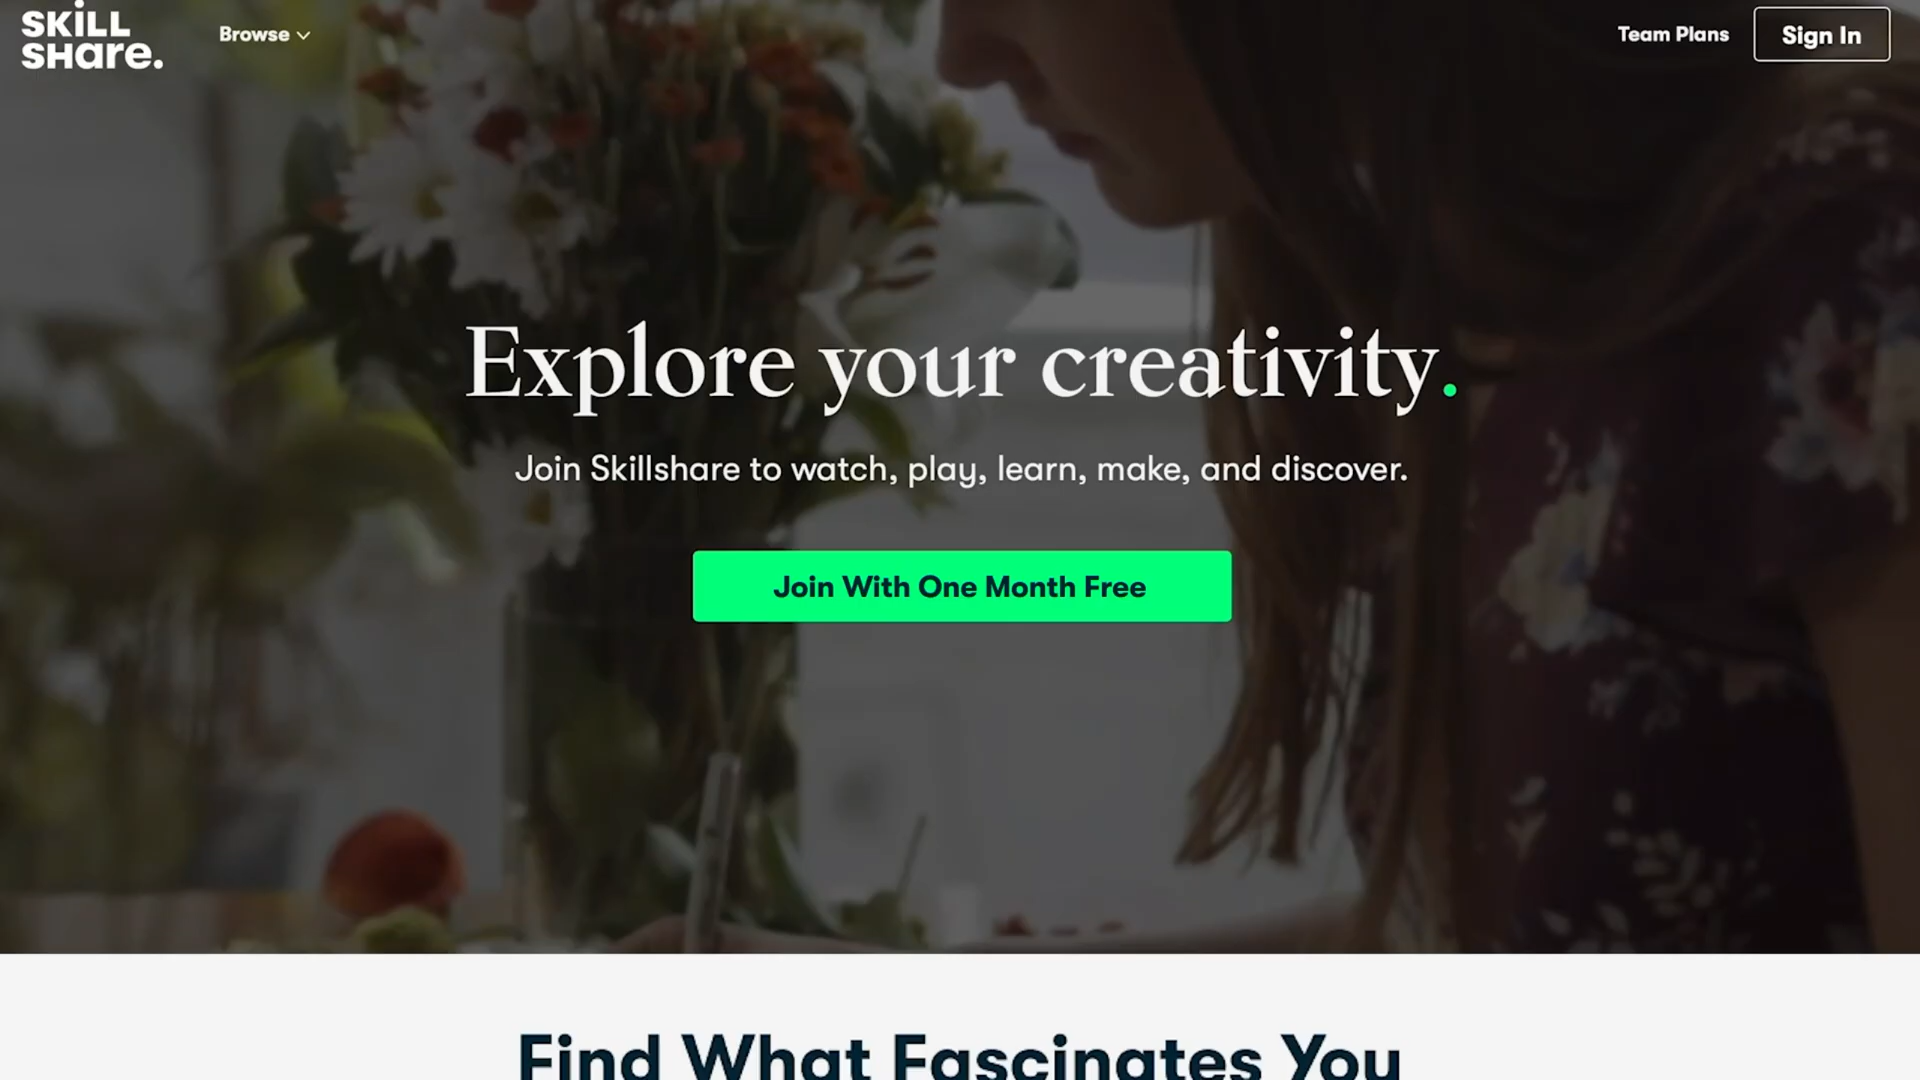 SKiLL
SHare.
Browse
Team Plans
Sign In
Explore your creativity.
Join Skillshare to watch, play, learn, make, and discover.
Join With One Month Free
Find What Fascinates You